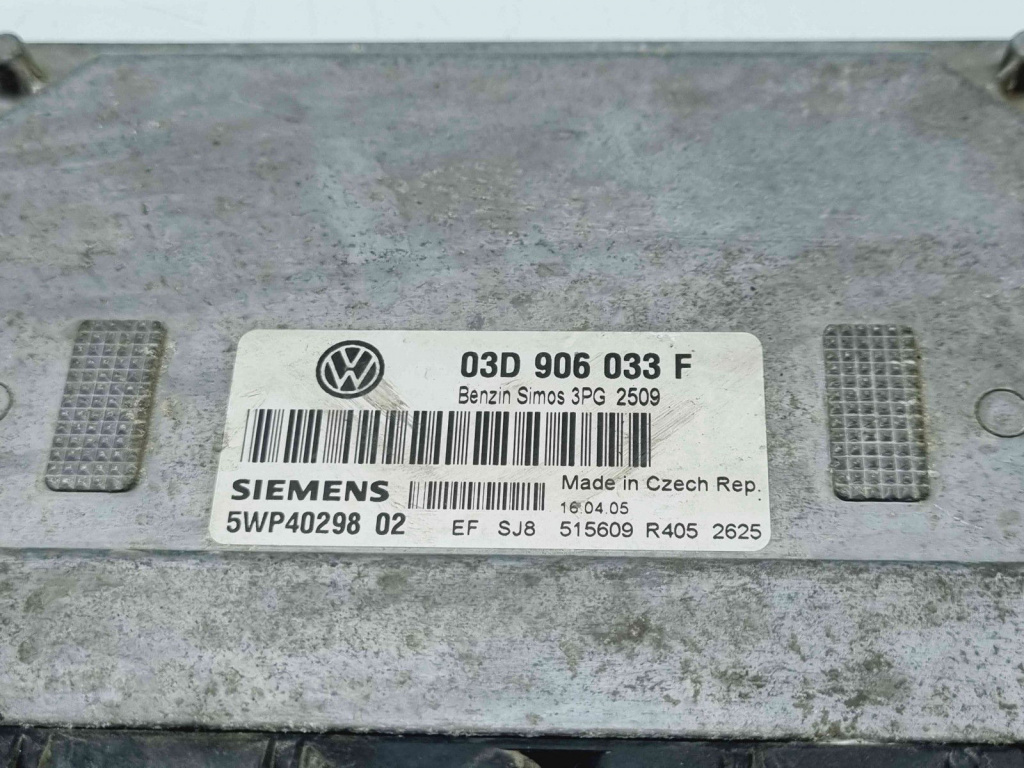 03D 906 033 F
Benzin Simos 3PG 2509
SIEMENS
Made in Czech Rep.
16.04.05
5WP40298 02
EF SJ8 515609 R405 2625